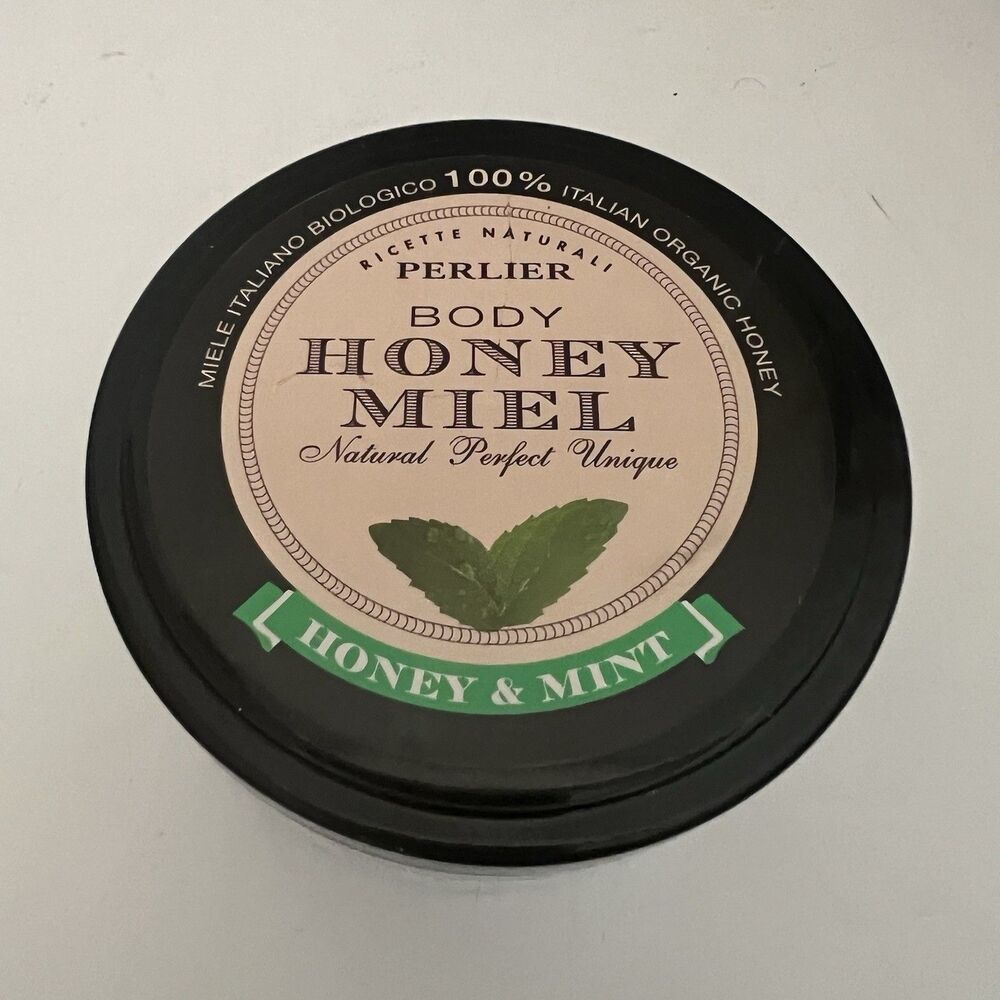 MIELE ITALIANO BIOLOGICO 100% ITALIAN ORGANIC HONEY
RICETTE NATURALI
PERLIER
BODY
HONEY
MIEL
Natural Perfect Unique
HONEY & MINT